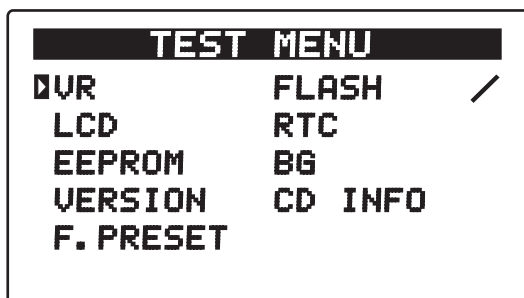 TEST MENU
VR FLASH
LCD RTC
EEPROM BG
VERSION CD INFO
F.PRESET